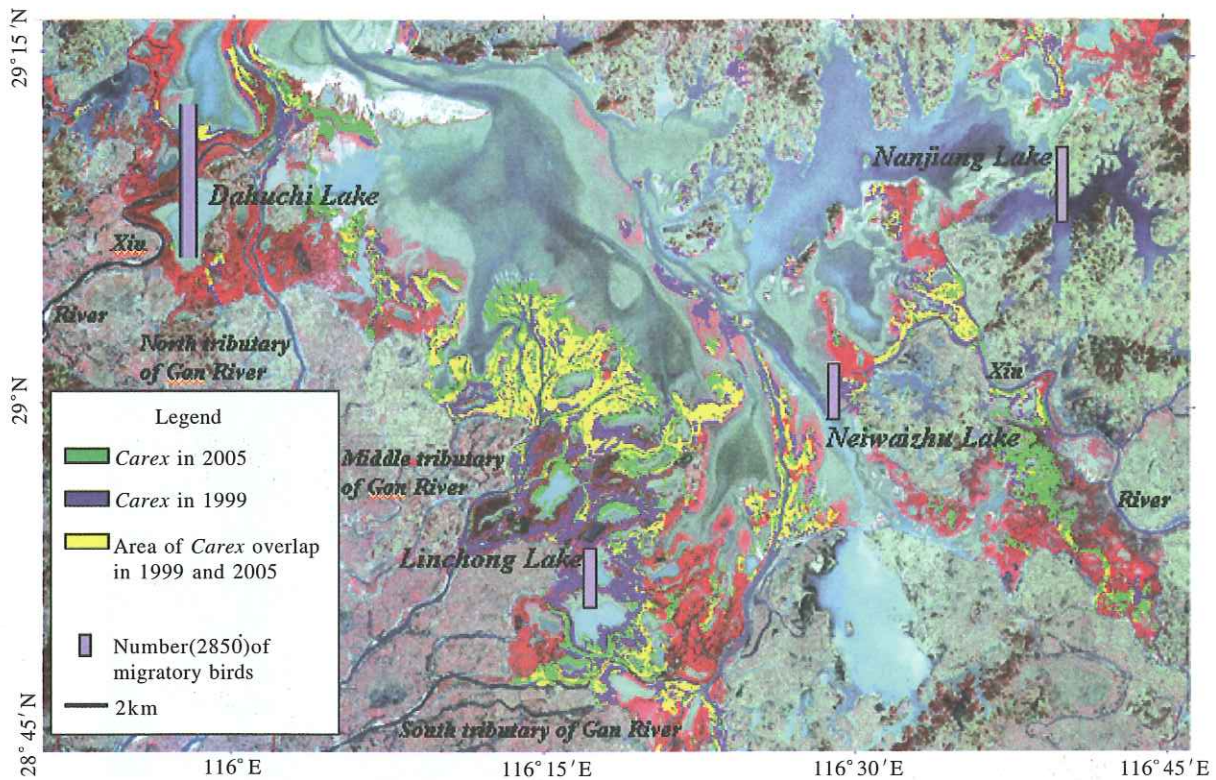 29°15′N
29°N
28°45′N
Dahuchi Lake
Nanjiang Lake
Xiu
River
North tributary
of Gan River
Neiwaizhu Lake
Xin
River
Middle tributary
of Gan River
Linchong Lake
South tributary of Gan River
Legend
Carex in 2005
Carex in 1999
Area of Carex overlap
in 1999 and 2005
Number(2850)of
migratory birds
2km
116°E
116°15′E
116°30′E
116°45′E